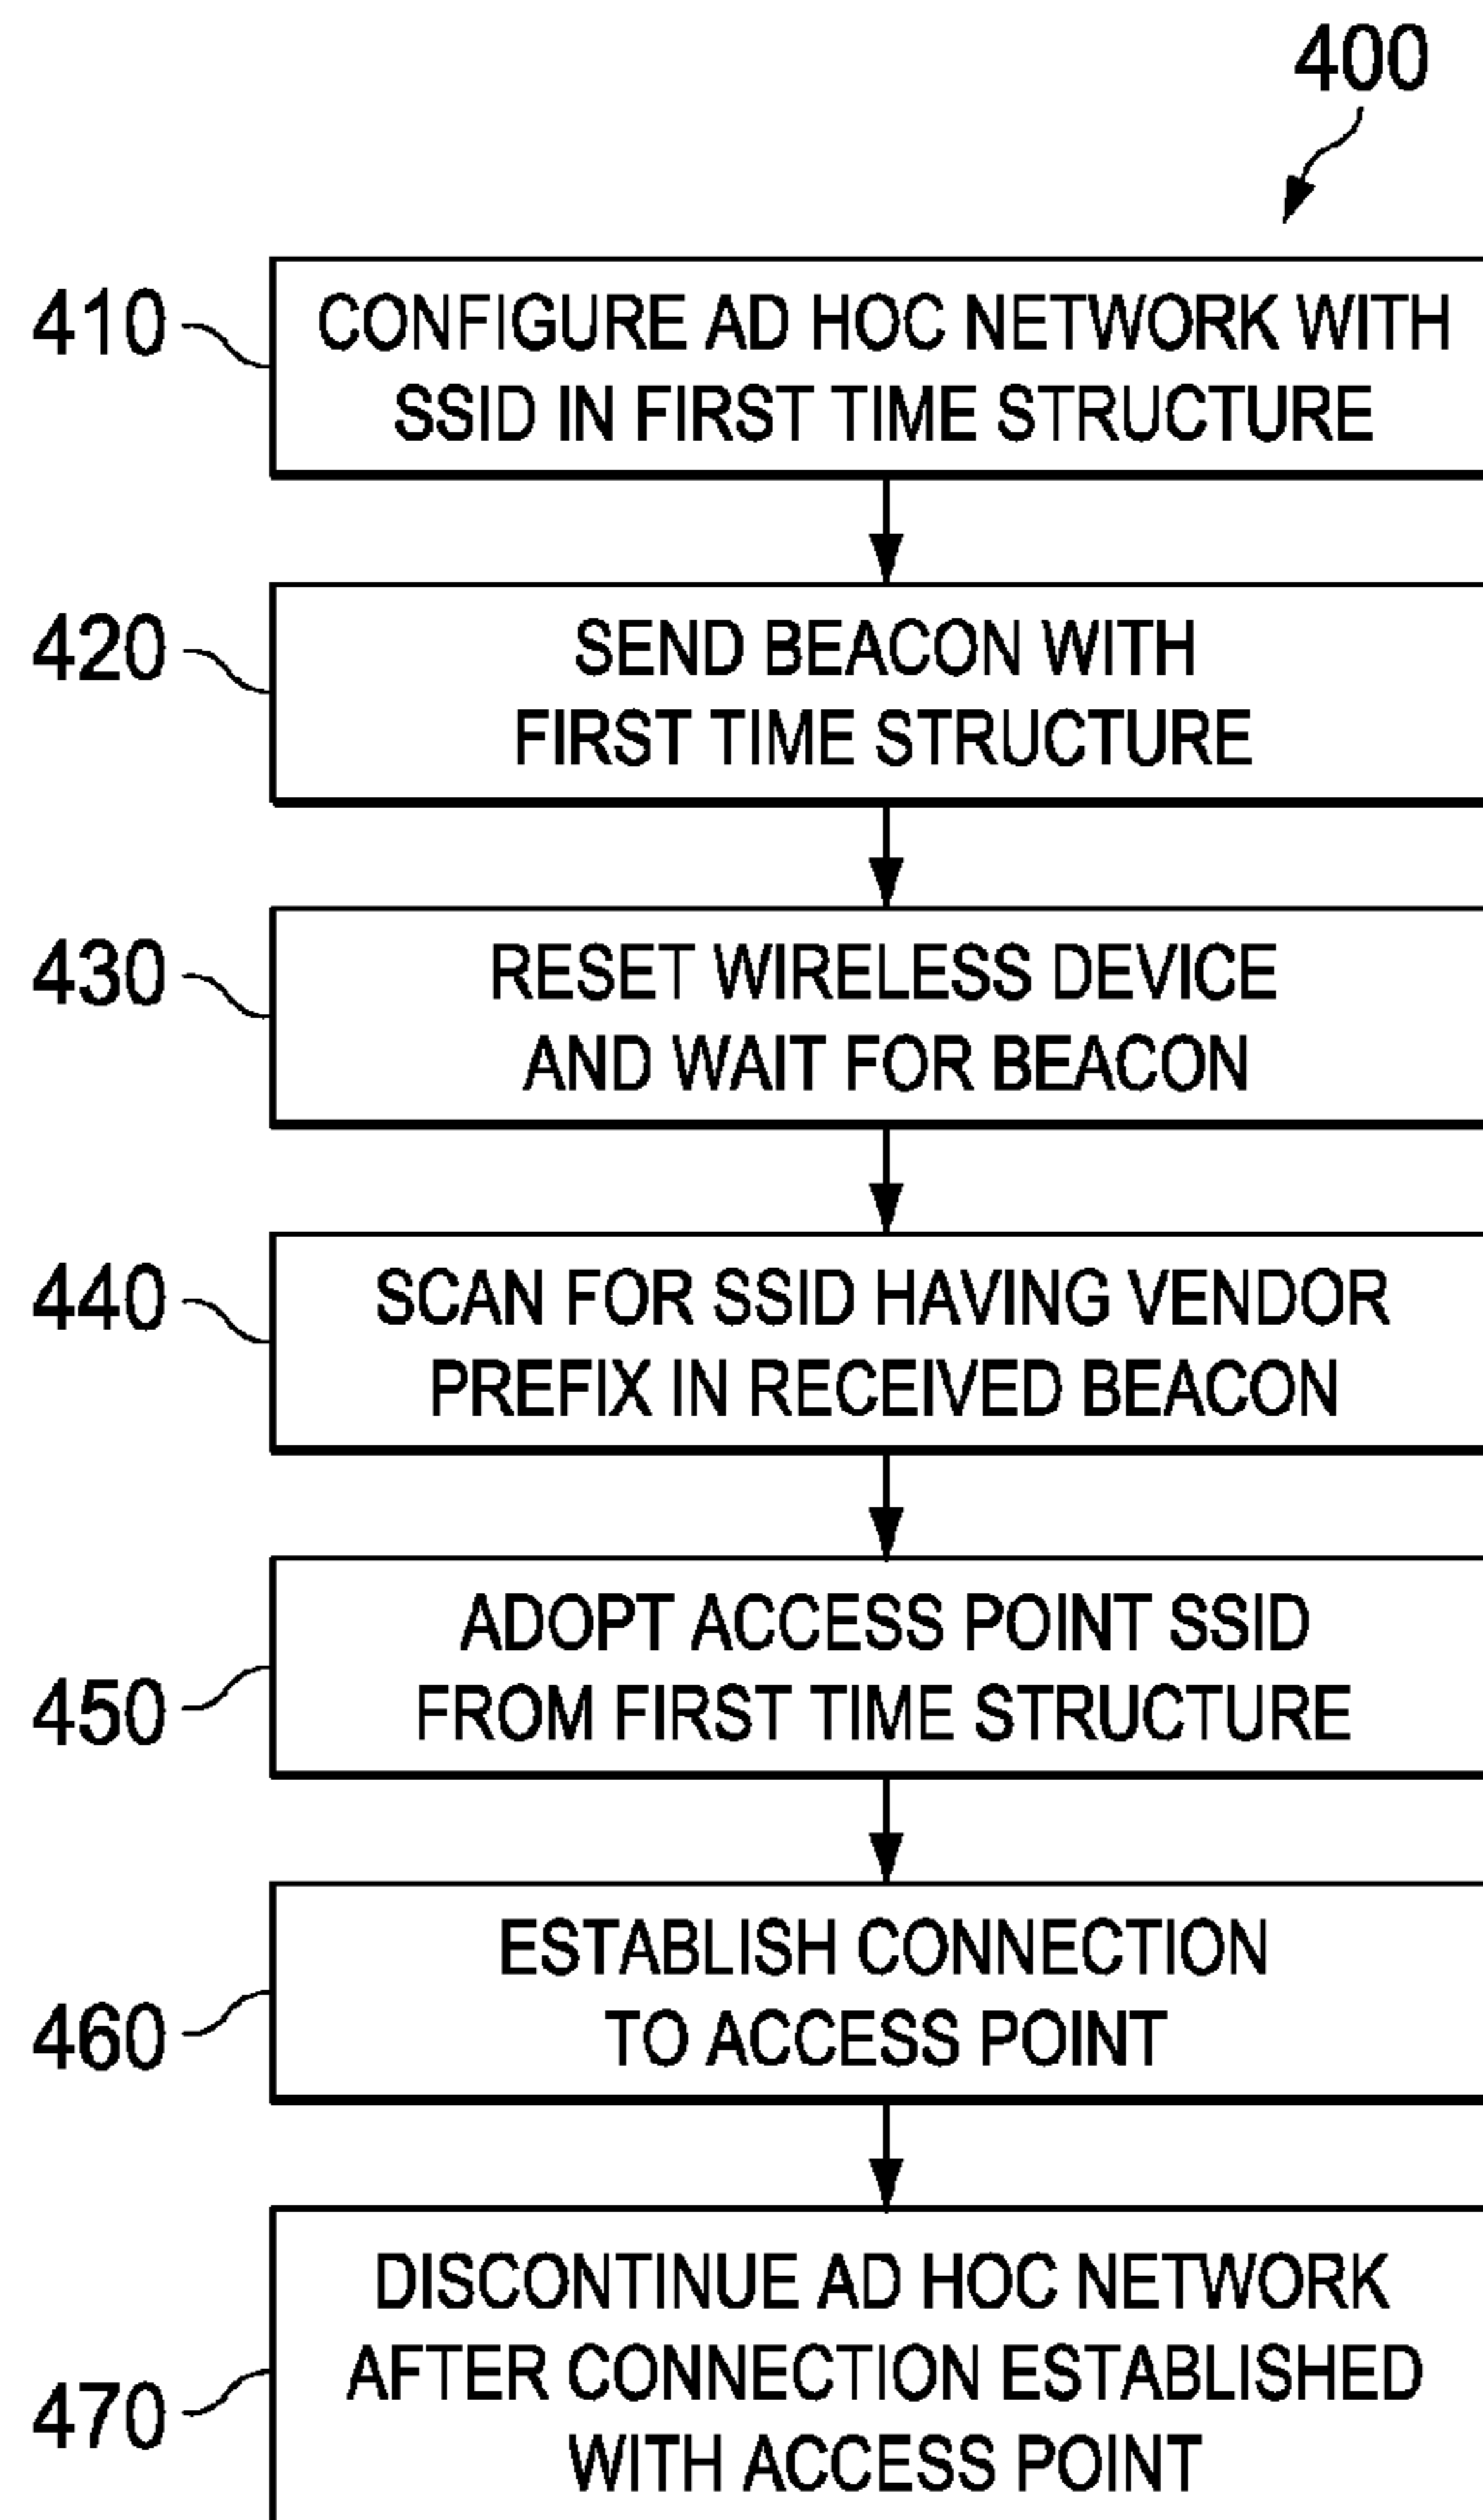 400
410
CONFIGURE AD HOC NETWORK WITH
SSID IN FIRST TIME STRUCTURE
420
SEND BEACON WITH
FIRST TIME STRUCTURE
430
RESET WIRELESS DEVICE
AND WAIT FOR BEACON
440
SCAN FOR SSID HAVING VENDOR
PREFIX IN RECEIVED BEACON
450
ADOPT ACCESS POINT SSID
FROM FIRST TIME STRUCTURE
460
ESTABLISH CONNECTION
TO ACCESS POINT
470
DISCONTINUE AD HOC NETWORK
AFTER CONNECTION ESTABLISHED
WITH ACCESS POINT